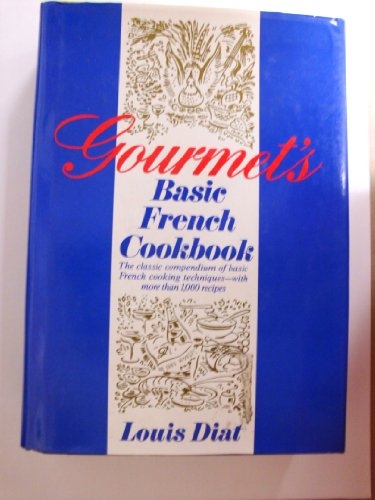 Gourmet's
Basic
French
Cookbook
The classic compendium of basic
French cooking techniques—with
more than 1,000 recipes
Louis Diat